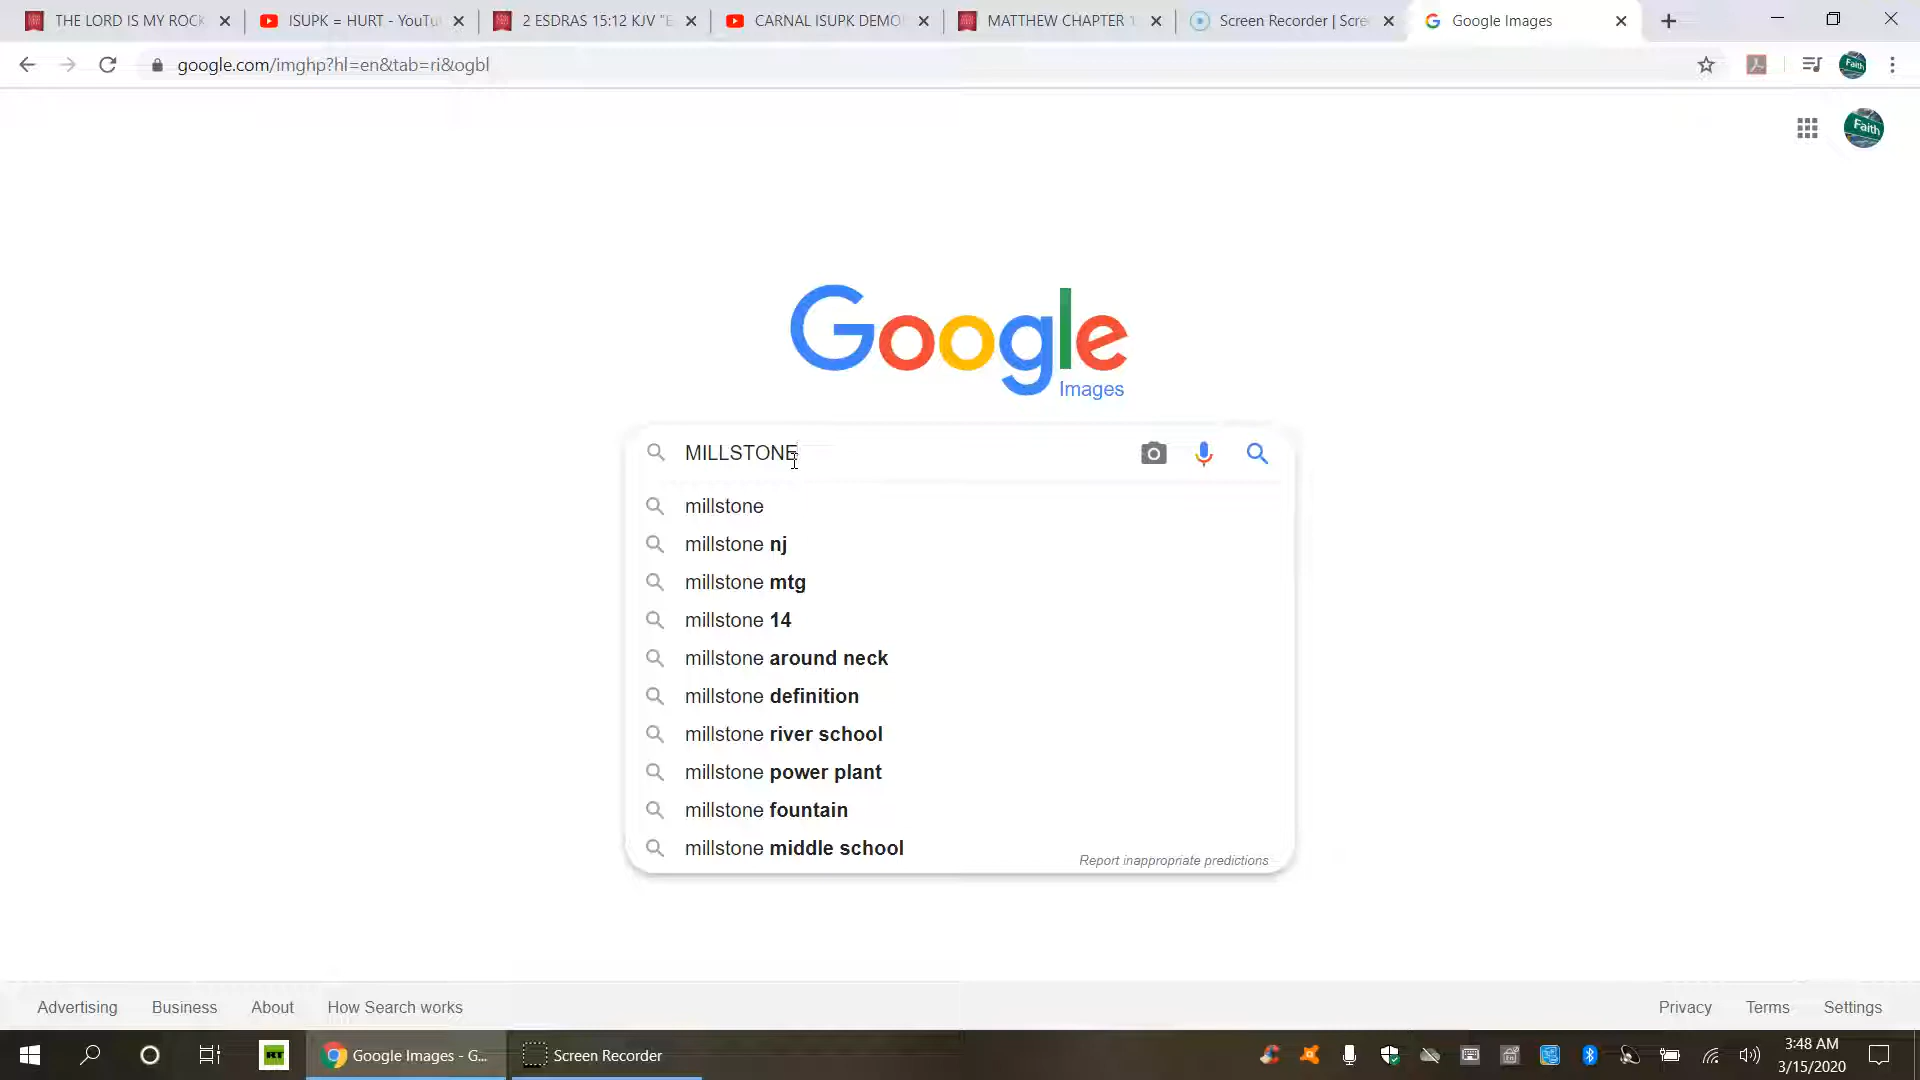 THE LORD IS MY ROCK
ISUPK = HURT - YouTu
2 ESDRAS 15:12 KJV "E
CARNAL ISUPK DEMO
MATTHEW CHAPTER 1
Screen Recorder | Scre
Google Images
google.com/imghp?hl=en&tab=ri&ogbl
Faith
Faith
Google
Images
MILLSTONE
millstone
millstone nj
millstone mtg
millstone 14
millstone around neck
millstone definition
millstone river school
millstone power plant
millstone fountain
millstone middle school
Report inappropriate predictions
Advertising Business About How Search works
Privacy Terms Settings
RT
Google Images - G...
Screen Recorder
3:48 AM
3/15/2020